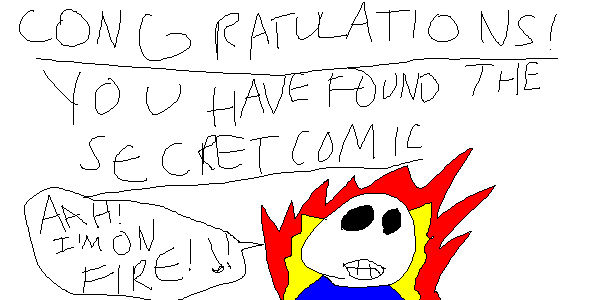 CONGRATULATIONS!
YOU HAVE FOUND THE
SECRET COMIC
AAH!
I'M ON
FIRE!!!